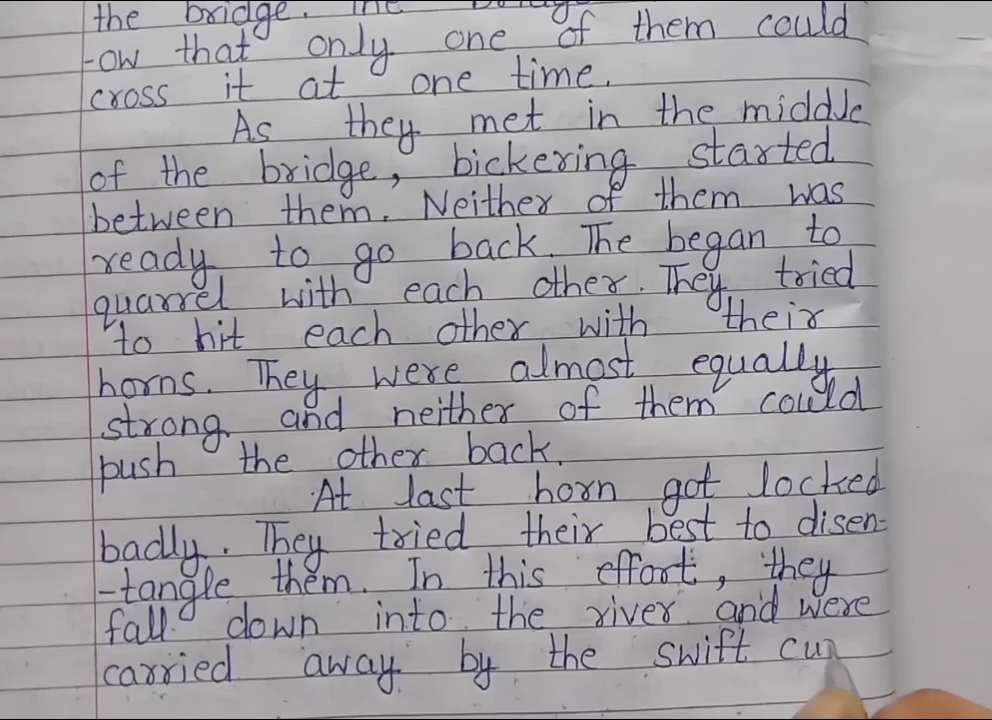 the bridge. The
-ow that only one of them could
cross it at one time.
As they met in the middle
of the bridge, bickering started
between them. Neither of them was
ready to go back. The began to
quarrel with each other. They tried
to hit each other with their
horns. They were almost equally
strong and neither of them could
push the other back.
At last horn got locked
badly. They tried their best to disen-
-tangle them. In this effort, they
fall down into the river and were
carried away by the swift cu